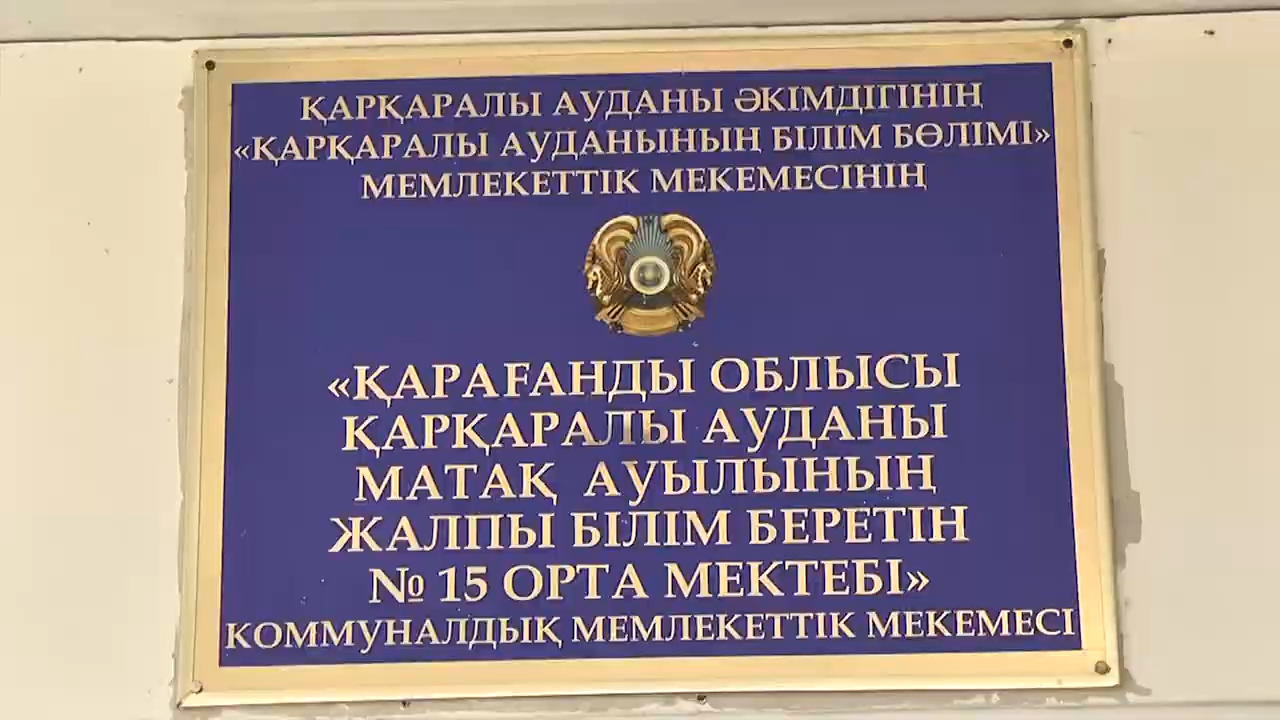 ҚАРҚАРАЛЫ АУДАНЫ ӘКІМДІГІНІҢ
«ҚАРҚАРАЛЫ АУДАНЫНЫҢ БІЛІМ БӨЛІМІ»
МЕМЛЕКЕТТІК МЕКЕМЕСІНІҢ
«ҚАРАҒАНДЫ ОБЛЫСЫ
ҚАРҚАРАЛЫ АУДАНЫ
МАТАҚ АУЫЛЫНЫҢ
ЖАЛПЫ БІЛІМ БЕРЕТІН
№ 15 ОРТА МЕКТЕБІ»
КОММУНАЛДЫҚ МЕМЛЕКЕТТІК МЕКЕМЕСІ